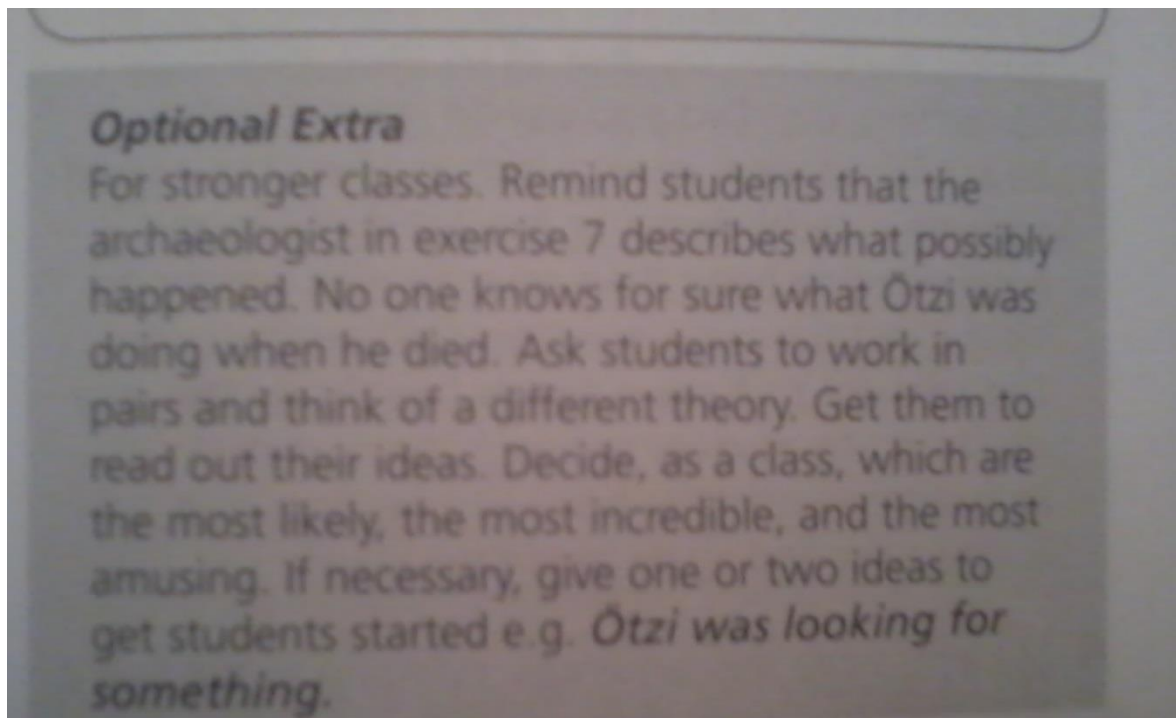 Optional Extra
For stronger classes. Remind students that the
archaeologist in exercise 7 describes what possibly
happened. No one knows for sure what Ötzi was
doing when he died. Ask students to work in
pairs and think of a different theory. Get them to
read out their ideas. Decide, as a class, which are
the most likely, the most incredible, and the most
amusing. If necessary, give one or two ideas to
get students started e.g. Ötzi was looking for
something.